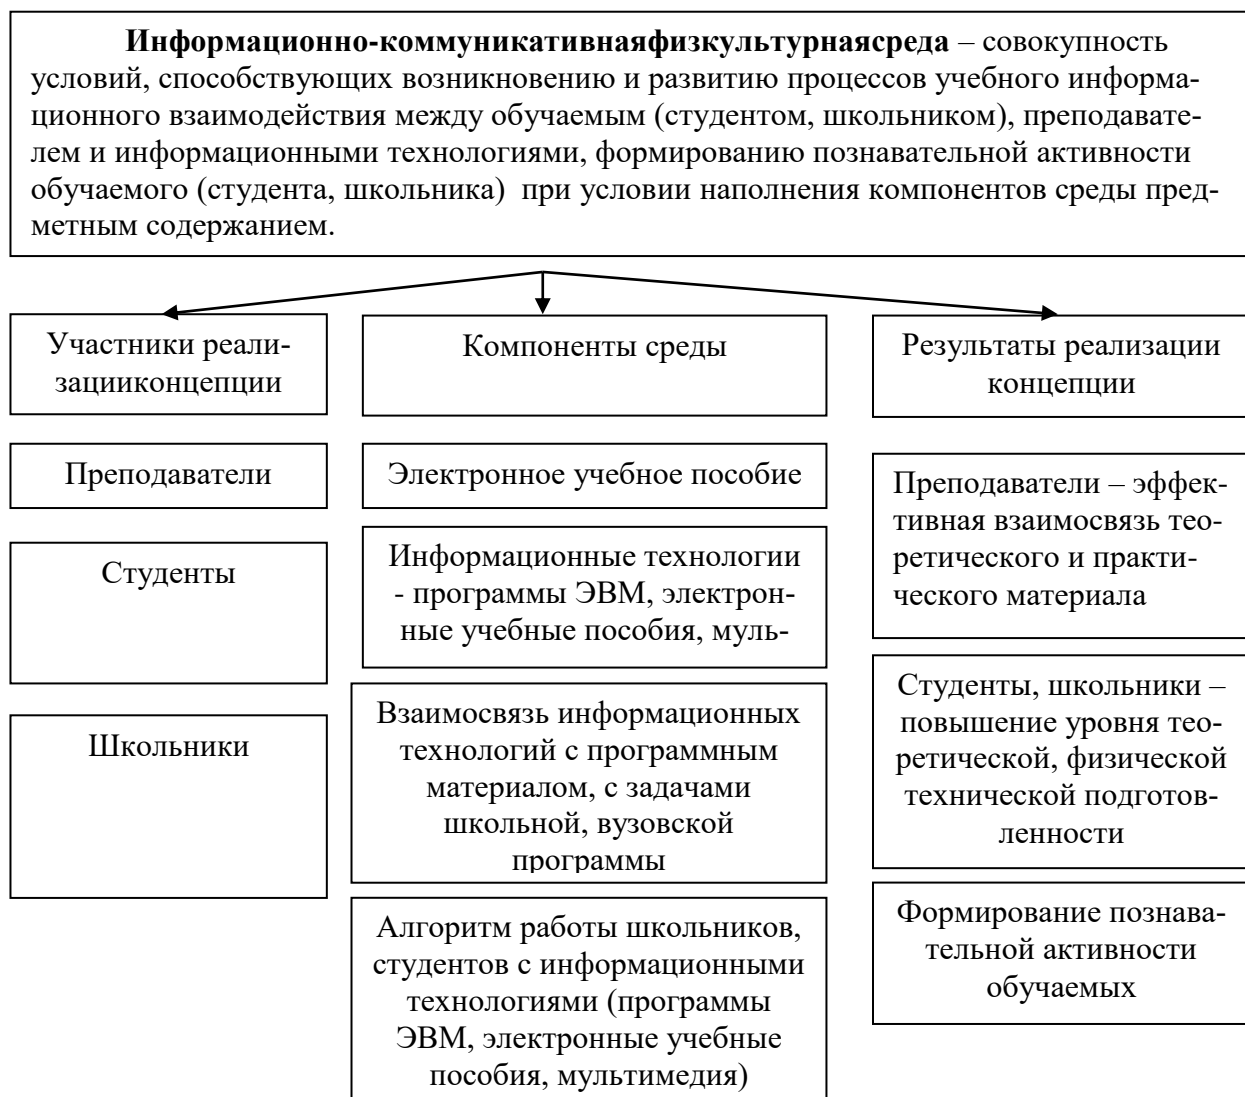 Информационно-коммуникативнаяфизкультурнаясреда – совокупность
условий, способствующих возникновению и развитию процессов учебного информа-
ционного взаимодействия между обучаемым (студентом, школьником), преподавате-
лем и информационными технологиями, формированию познавательной активности
обучаемого (студента, школьника) при условии наполнения компонентов среды пред-
метным содержанием.
Участники реали-
зацииконцепции
Компоненты среды
Результаты реализации
концепции
Преподаватели
Студенты
Школьники
Электронное учебное пособие
Информационные технологии
- программы ЭВМ, электрон-
ные учебные пособия, муль-
Взаимосвязь информационных
технологий с программным
материалом, с задачами
школьной, вузовской
программы
Алгоритм работы школьников,
студентов с информационными
технологиями (программы
ЭВМ, электронные учебные
пособия, мультимедия)
Преподаватели – эффек-
тивная взаимосвязь тео-
ретического и практи-
ческого материала
Студенты, школьники –
повышение уровня тео-
ретической, физической
технической подготов-
ленности
Формирование познава-
тельной активности
обучаемых